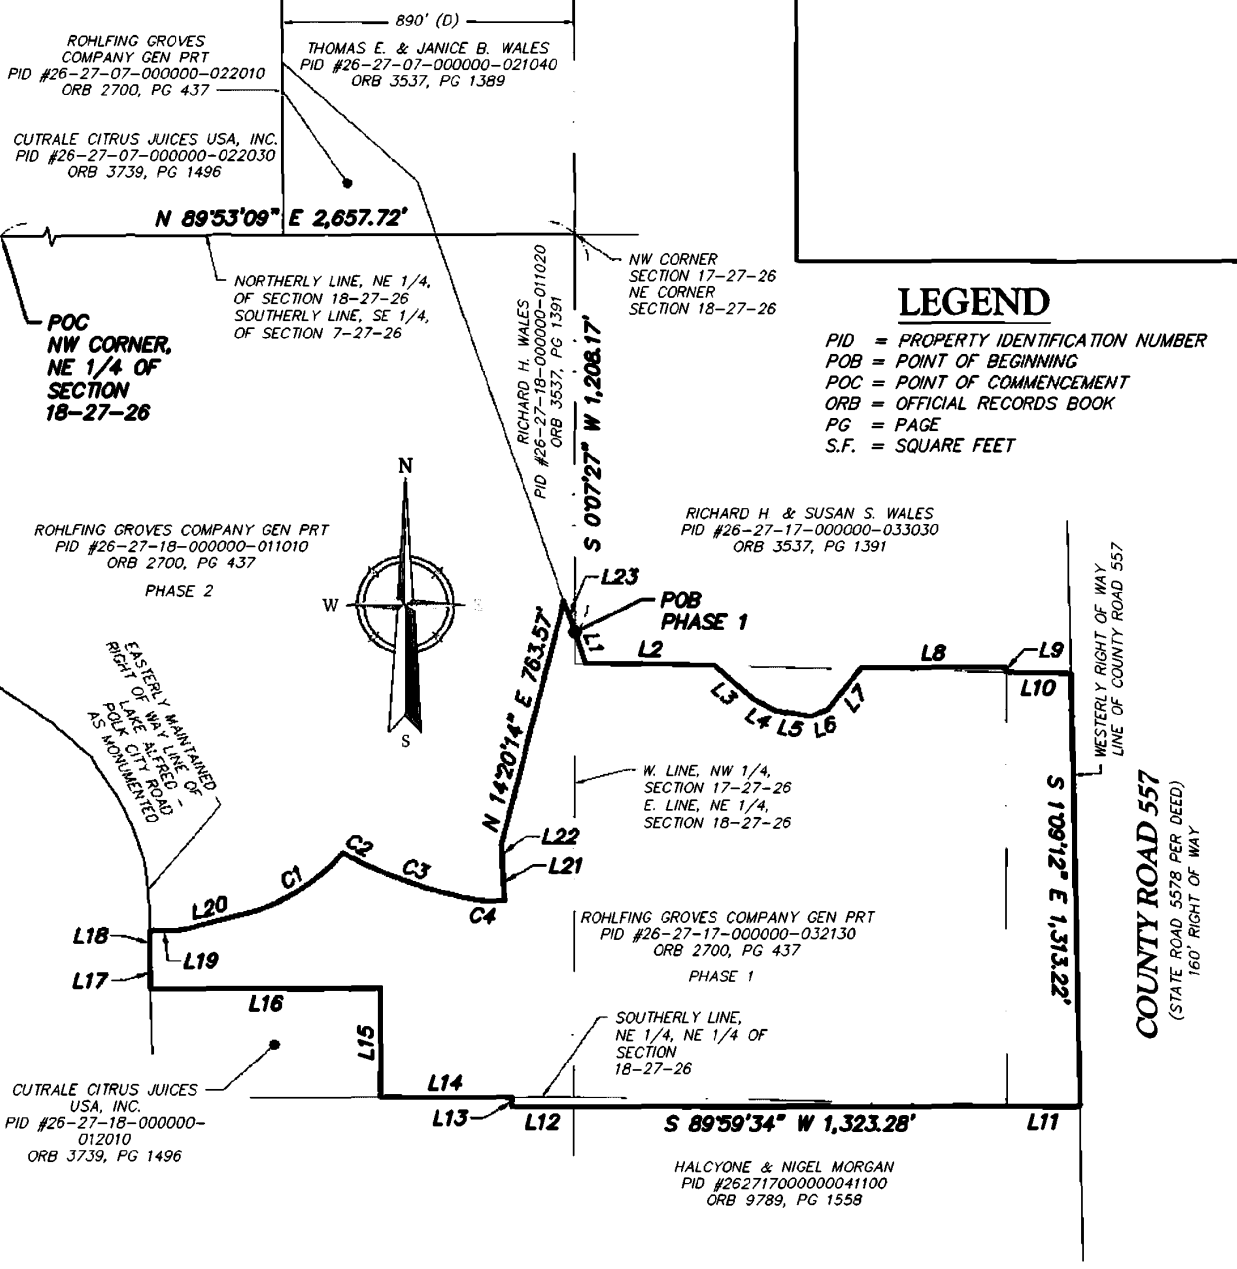 890' (D)
ROHLFING GROVES
COMPANY GEN PRT
PID #26-27-07-000000-022010
ORB 2700, PG 437
THOMAS E. & JANICE B. WALES
PID #26-27-07-000000-021040
ORB 3537, PG 1389
CUTRALE CITRUS JUICES USA, INC.
PID #26-27-07-000000-022030
ORB 3739, PG 1496
N 89°53'09" E 2,657.72'
NORTHERLY LINE, NE 1/4,
OF SECTION 18-27-26
SOUTHERLY LINE, SE 1/4,
OF SECTION 7-27-26
POC
NW CORNER,
NE 1/4 OF
SECTION
18-27-26
RICHARD H. WALES
PID #26-27-18-000000-011020
ORB 3537, PG 1391
S 0°07'27" W 1,208.17'
NW CORNER
SECTION 17-27-26
NE CORNER
SECTION 18-27-26
LEGEND
PID = PROPERTY IDENTIFICATION NUMBER
POB = POINT OF BEGINNING
POC = POINT OF COMMENCEMENT
ORB = OFFICIAL RECORDS BOOK
PG = PAGE
S.F. = SQUARE FEET
N
W
E
S
ROHLFING GROVES COMPANY GEN PRT
PID #26-27-18-000000-011010
ORB 2700, PG 437
PHASE 2
RICHARD H & SUSAN S. WALES
PID #26-27-17-000000-033030
ORB 3537, PG 1391
L23
POB
PHASE 1
L1
L2
L3
L4
L5
L6
L7
L8
L9
L10
WESTERLY RIGHT OF WAY
LINE OF COUNTY ROAD 557
EASTERLY MAINTAINED
RIGHT OF WAY LINE OF
LAKE ALFRED -
POLK CITY ROAD
AS MONUMENTED
N 14°20'14" E 763.57'
W. LINE, NW 1/4,
SECTION 17-27-26
E. LINE, NE 1/4,
SECTION 18-27-26
S 1°09'12" E 1,313.22'
COUNTY ROAD 557
(STATE ROAD 5578 PER DEED)
160' RIGHT OF WAY
L22
L21
C1
C2
C3
C4
L20
L19
L18
L17
L16
L15
ROHLFING GROVES COMPANY GEN PRT
PID #26-27-17-000000-032130
ORB 2700, PG 437
PHASE 1
SOUTHERLY LINE,
NE 1/4, NE 1/4 OF
SECTION
18-27-26
CUTRALE CITRUS JUICES
USA, INC.
PID #26-27-18-000000-
012010
ORB 3739, PG 1496
L14
L13
L12
S 89°59'34" W 1,323.28'
L11
HALCYONE & NIGEL MORGAN
PID #262717000000041100
ORB 9789, PG 1558